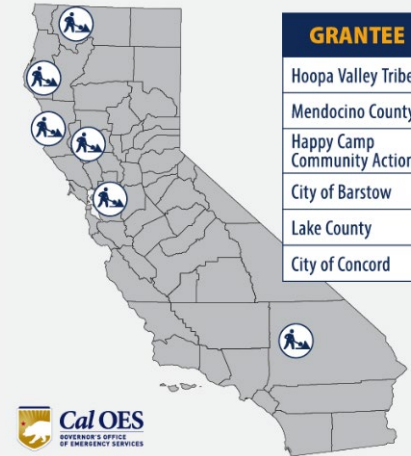 GRANTEE
Hoopa Valley Tribe
Mendocino County
Happy Camp
Community Action
City of Barstow
Lake County
City of Concord
Cal OES
GOVERNOR'S OFFICE
OF EMERGENCY SERVICES